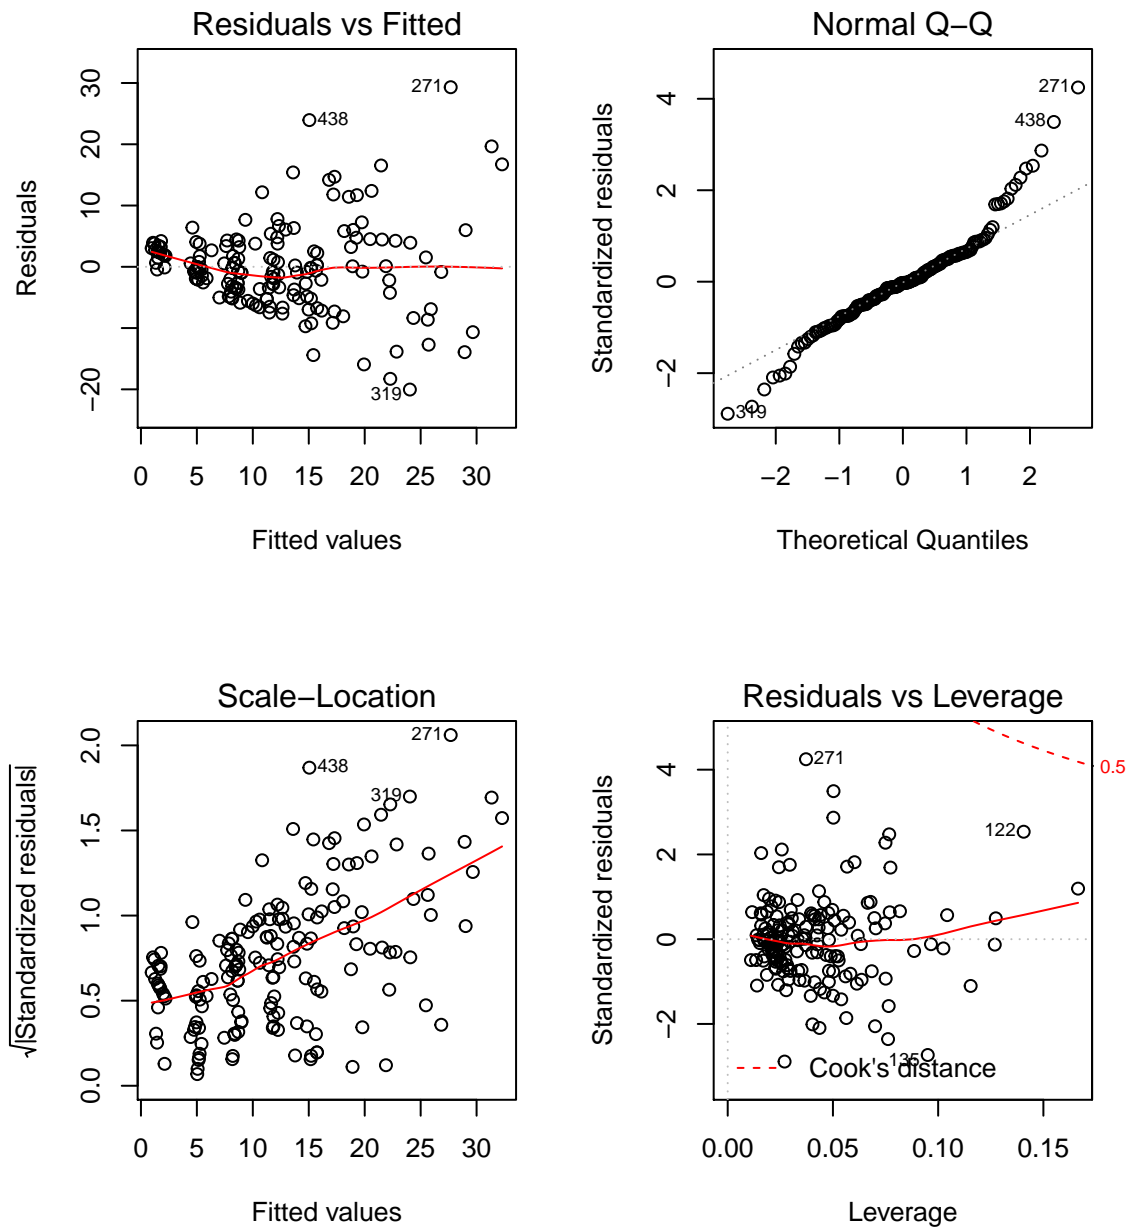 Residuals vs Fitted
Residuals
30
20
10
0
−20
271
438
319
0 5 10 15 20 25 30
Fitted values
Normal Q−Q
Standardized residuals
4
2
0
−2
271
438
319
−2 −1 0 1 2
Theoretical Quantiles
Scale−Location
√|Standardized residuals|
2.0
1.5
1.0
0.5
0.0
271
438
319
0 5 10 15 20 25 30
Fitted values
Residuals vs Leverage
Standardized residuals
4
2
0
−2
271
122
135
0.5
Cook's distance
0.00 0.05 0.10 0.15
Leverage